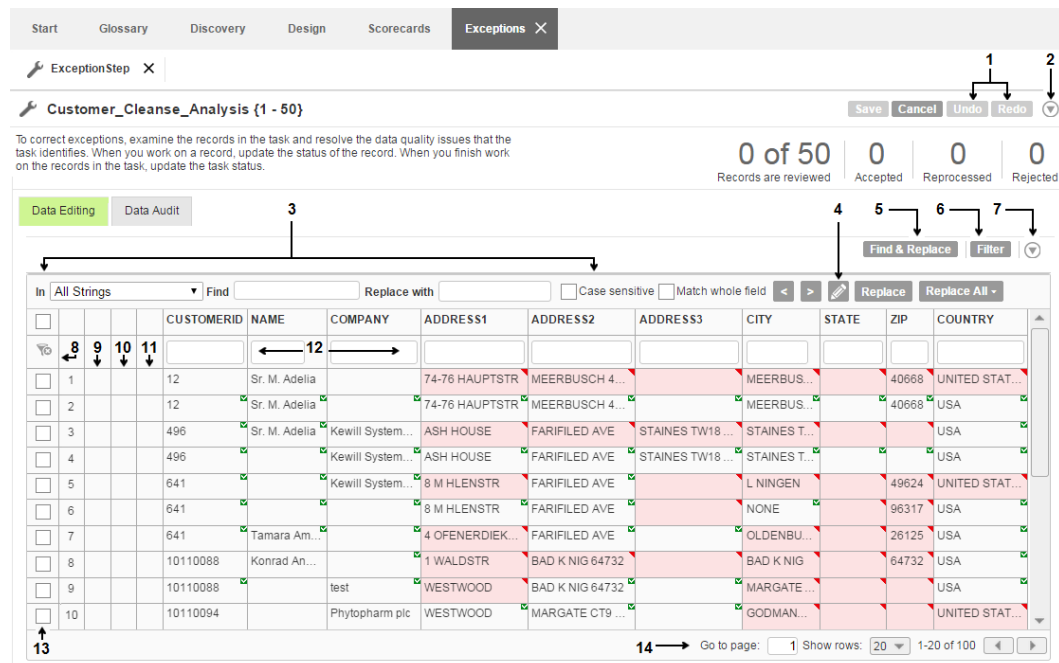 Start Glossary Discovery Design Scorecards Exceptions X
ExceptionStep X
1 2
Customer_Cleanse_Analysis {1 - 50} Save Cancel Undo Redo
To correct exceptions, examine the records in the task and resolve the data quality issues that the
task identifies. When you work on a record, update the status of the record. When you finish work
on the records in the task, update the task status.
0 of 50 0 0 0
Records are reviewed Accepted Reprocessed Rejected
Data Editing Data Audit 3 4 5 6 7
Find & Replace Filter
In All Strings Find Replace with Case sensitive Match whole field < > Replace Replace All
CUSTOMERID NAME COMPANY ADDRESS1 ADDRESS2 ADDRESS3 CITY STATE ZIP COUNTRY
8 9 10 11 12
1 12 Sr. M. Adelia 74-76 HAUPTSTR MEERBUSCH 4... MEERBUS... 40668 UNITED STAT...
2 12 Sr. M. Adelia 74-76 HAUPTSTR MEERBUSCH 4... MEERBUS... 40668 USA
3 496 Sr. M. Adelia Kewill System... ASH HOUSE FARIFILED AVE STAINES TW18 ... STAINES T... USA
4 496 Kewill System... ASH HOUSE FARIFILED AVE STAINES TW18 ... STAINES T... USA
5 641 Kewill System... 8 M HLENSTR FARIFILED AVE L NINGEN 49624 UNITED STAT...
6 641 8 M HLENSTR FARIFILED AVE NONE 96317 USA
7 641 Tamara Am... 4 OFENERDIEK... FARIFILED AVE OLDENBU... 26125 USA
8 10110088 Konrad An... 1 WALDSTR BAD K NIG 64732 BAD K NIG 64732 USA
9 10110088 test WESTWOOD BAD K NIG 64732 MARGATE ... USA
10 10110094 Phytopharm plc WESTWOOD MARGATE CT9 ... GODMAN... UNITED STAT...
13 14 Go to page: 1 Show rows: 20 1-20 of 100